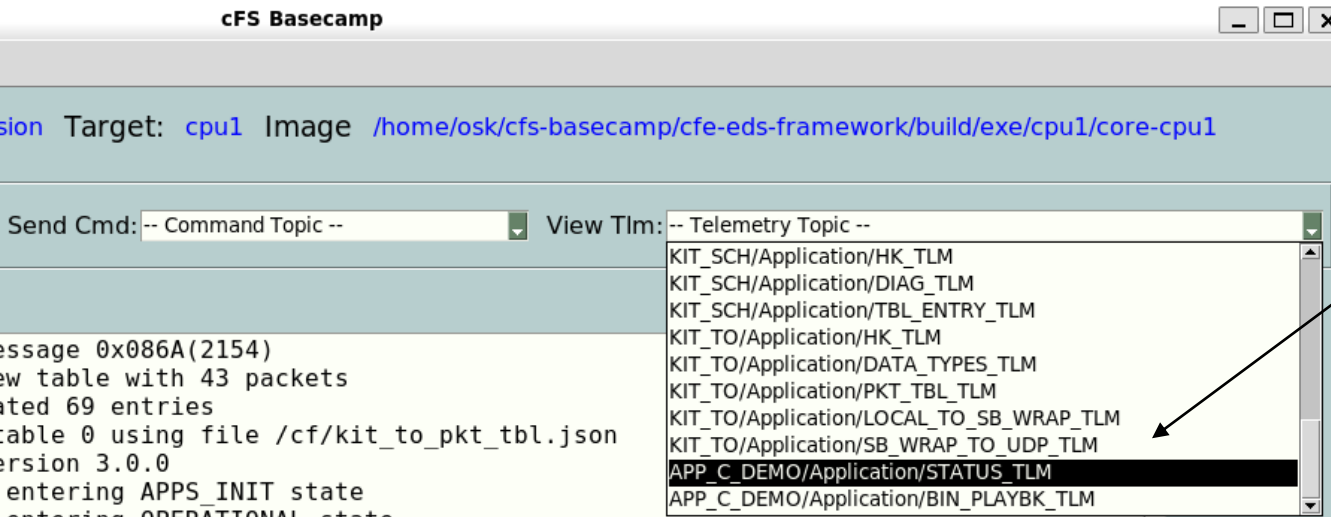 cFS Basecamp
sion Target: cpu1 Image /home/osk/cfs-basecamp/cfe-eds-framework/build/exe/cpu1/core-cpu1
Send Cmd: -- Command Topic -- View Tlm: -- Telemetry Topic --
KIT_SCH/Application/HK_TLM
KIT_SCH/Application/DIAG_TLM
KIT_SCH/Application/TBL_ENTRY_TLM
KIT_TO/Application/HK_TLM
KIT_TO/Application/DATA_TYPES_TLM
KIT_TO/Application/PKT_TBL_TLM
KIT_TO/Application/LOCAL_TO_SB_WRAP_TLM
KIT_TO/Application/SB_WRAP_TO_UDP_TLM
APP_C_DEMO/Application/STATUS_TLM
APP_C_DEMO/Application/BIN_PLAYBK_TLM
essage 0x086A(2154)
ew table with 43 packets
ated 69 entries
table 0 using file /cf/kit_to_pkt_tbl.json
ersion 3.0.0
entering APPS_INIT state
entering OPERATIONAL state